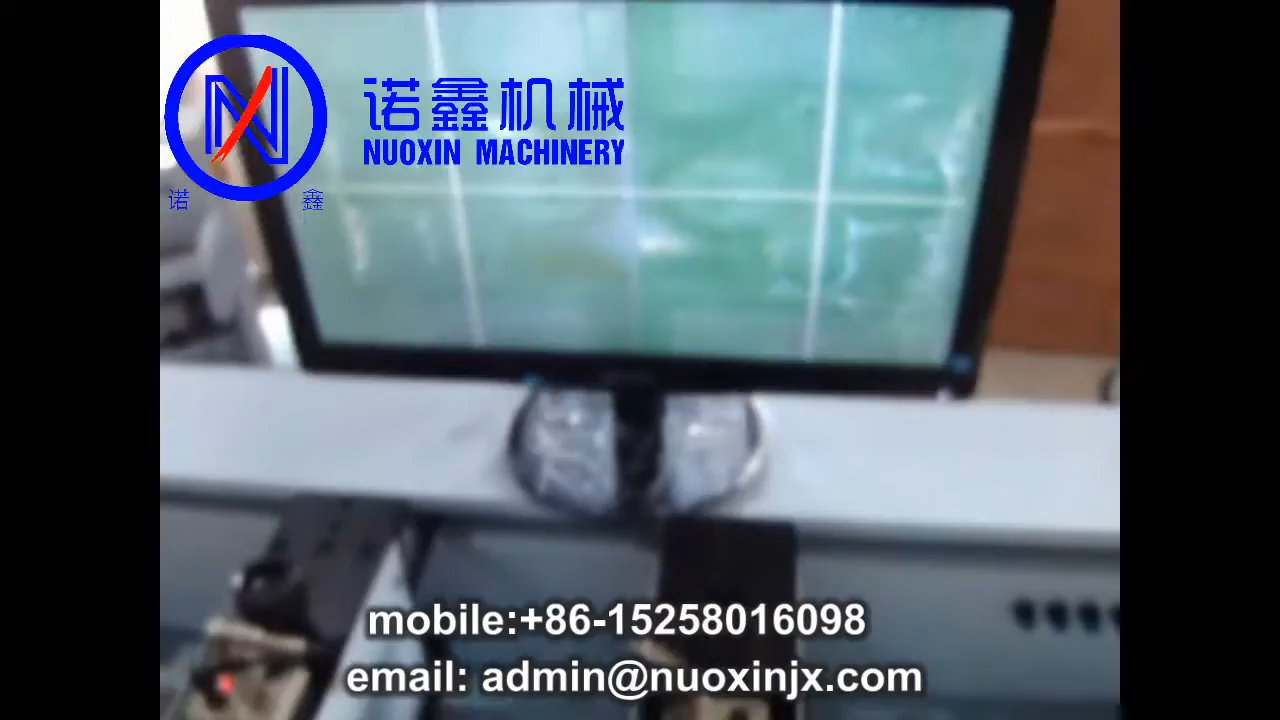 诺鑫机械
NUOXIN MACHINERY
诺 鑫
mobile:+86-15258016098
email: admin@nuoxinjx.com